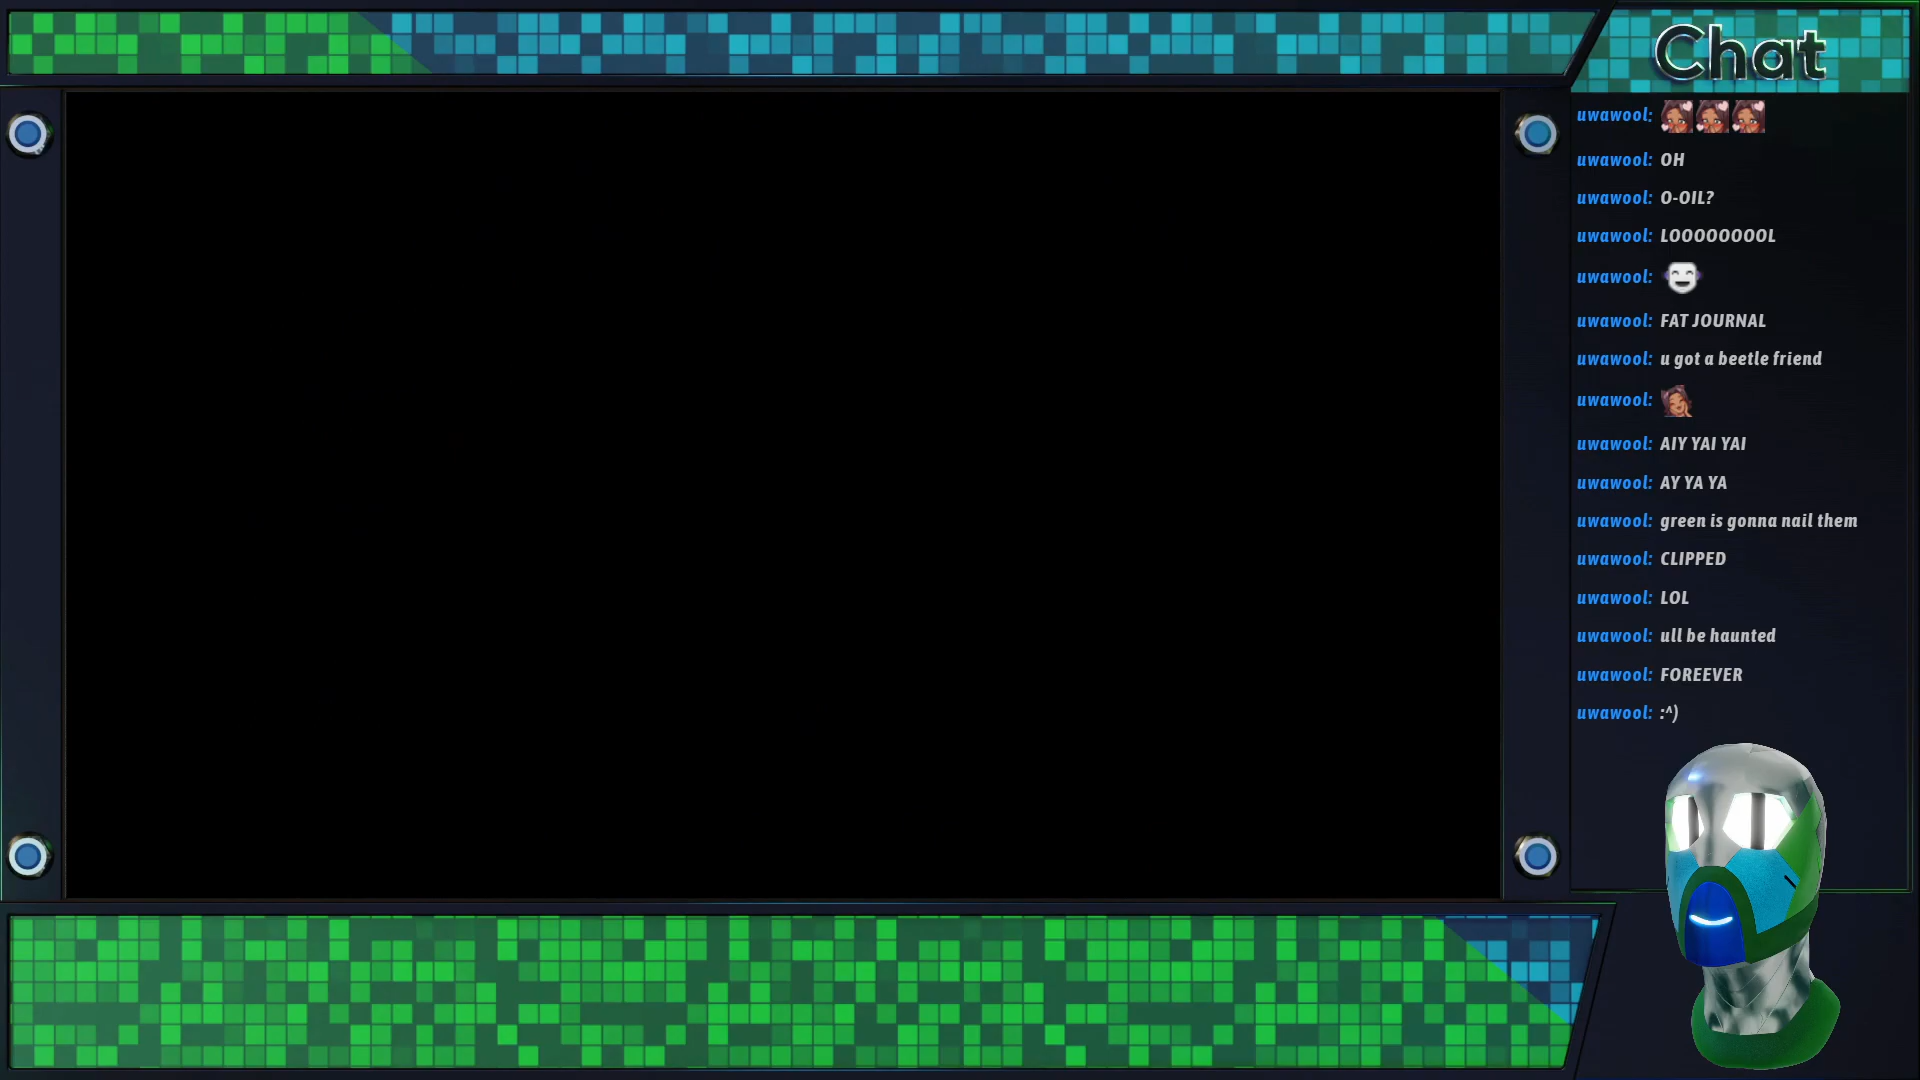 Chat
uwawool:
uwawool: OH
uwawool: O-OIL?
uwawool: LOOOOOOOOL
uwawool:
uwawool: FAT JOURNAL
uwawool: u got a beetle friend
uwawool:
uwawool: AIY YAI YAI
uwawool: AY YA YA
uwawool: green is gonna nail them
uwawool: CLIPPED
uwawool: LOL
uwawool: ull be haunted
uwawool: FOREEVER
uwawool: :^)